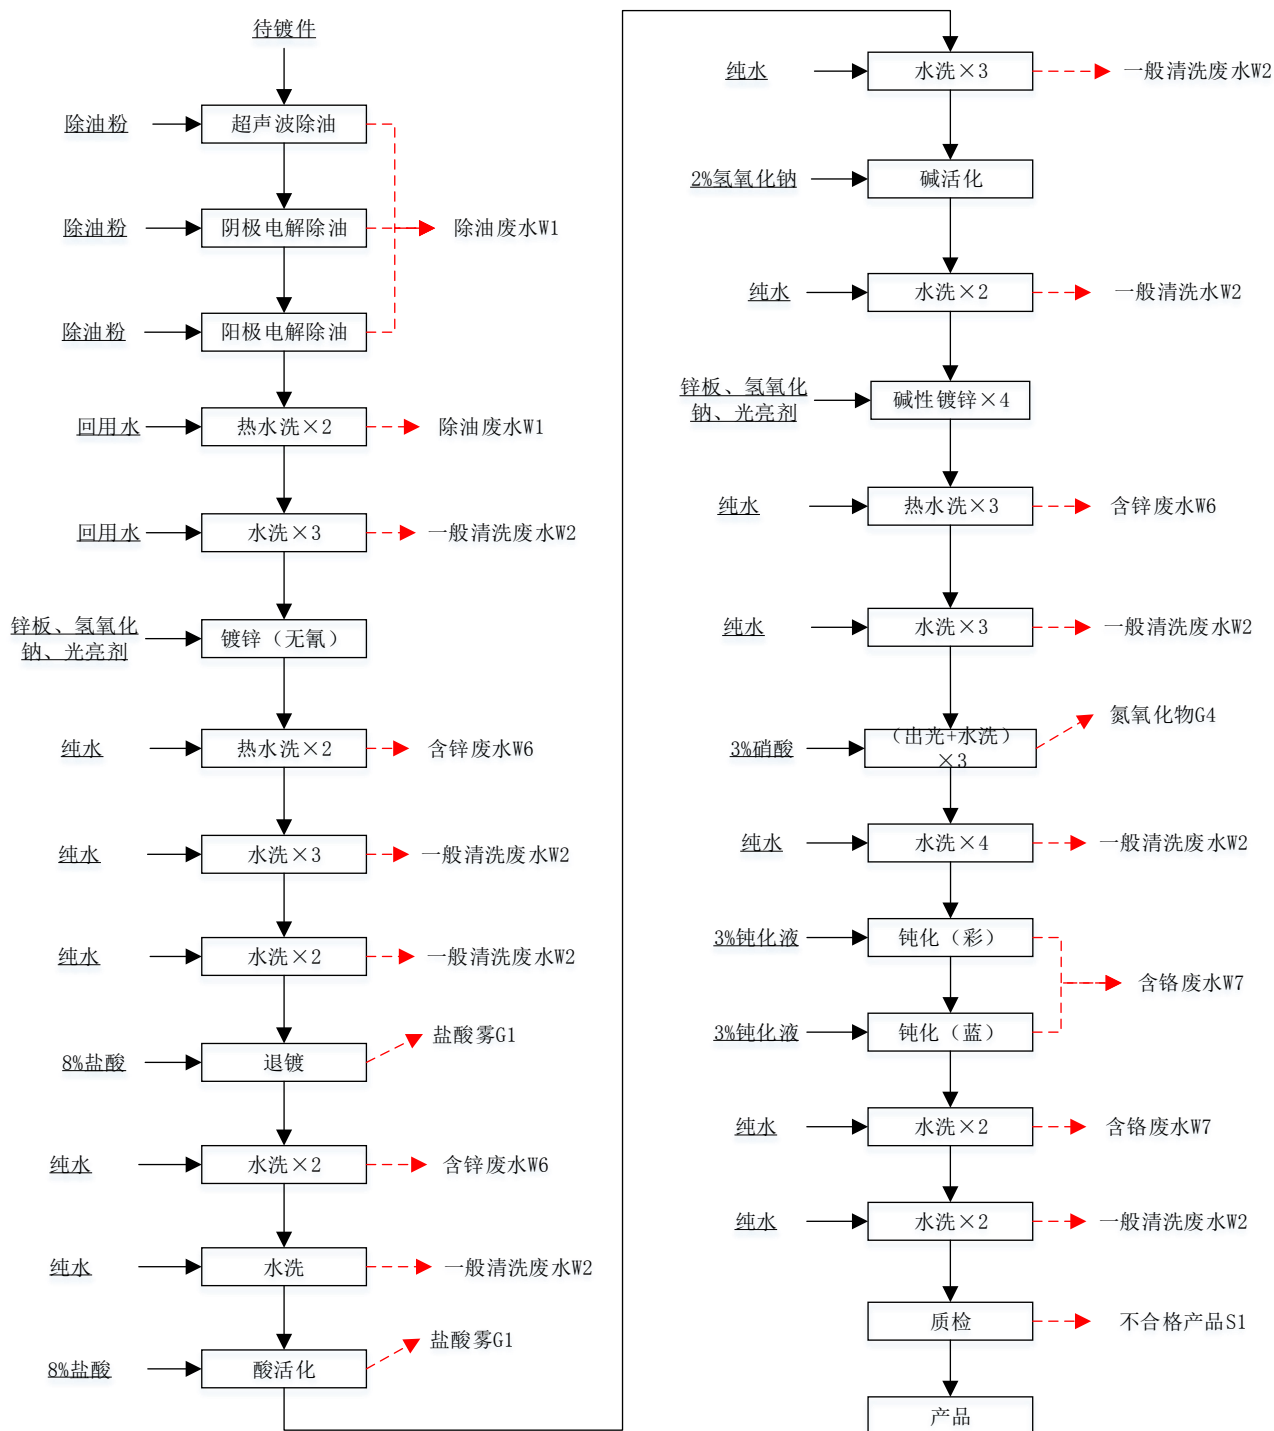 待镀件
除油粉
超声波除油
除油粉
阴极电解除油
除油废水W1
除油粉
阳极电解除油
回用水
热水洗×2
除油废水W1
回用水
水洗×3
一般清洗废水W2
锌板、氢氧化
钠、光亮剂
镀锌（无氰）
纯水
热水洗×2
含锌废水W6
纯水
水洗×3
一般清洗废水W2
纯水
水洗×2
一般清洗废水W2
8%盐酸
退镀
盐酸雾G1
纯水
水洗×2
含锌废水W6
纯水
水洗
一般清洗废水W2
8%盐酸
酸活化
盐酸雾G1
纯水
水洗×3
一般清洗废水W2
2%氢氧化钠
碱活化
纯水
水洗×2
一般清洗水W2
锌板、氢氧化
钠、光亮剂
碱性镀锌×4
纯水
热水洗×3
含锌废水W6
纯水
水洗×3
一般清洗废水W2
3%硝酸
（出光+水洗）
×3
氮氧化物G4
纯水
水洗×4
一般清洗废水W2
3%钝化液
钝化（彩）
含铬废水W7
3%钝化液
钝化（蓝）
纯水
水洗×2
含铬废水W7
纯水
水洗×2
一般清洗废水W2
质检
不合格产品S1
产品